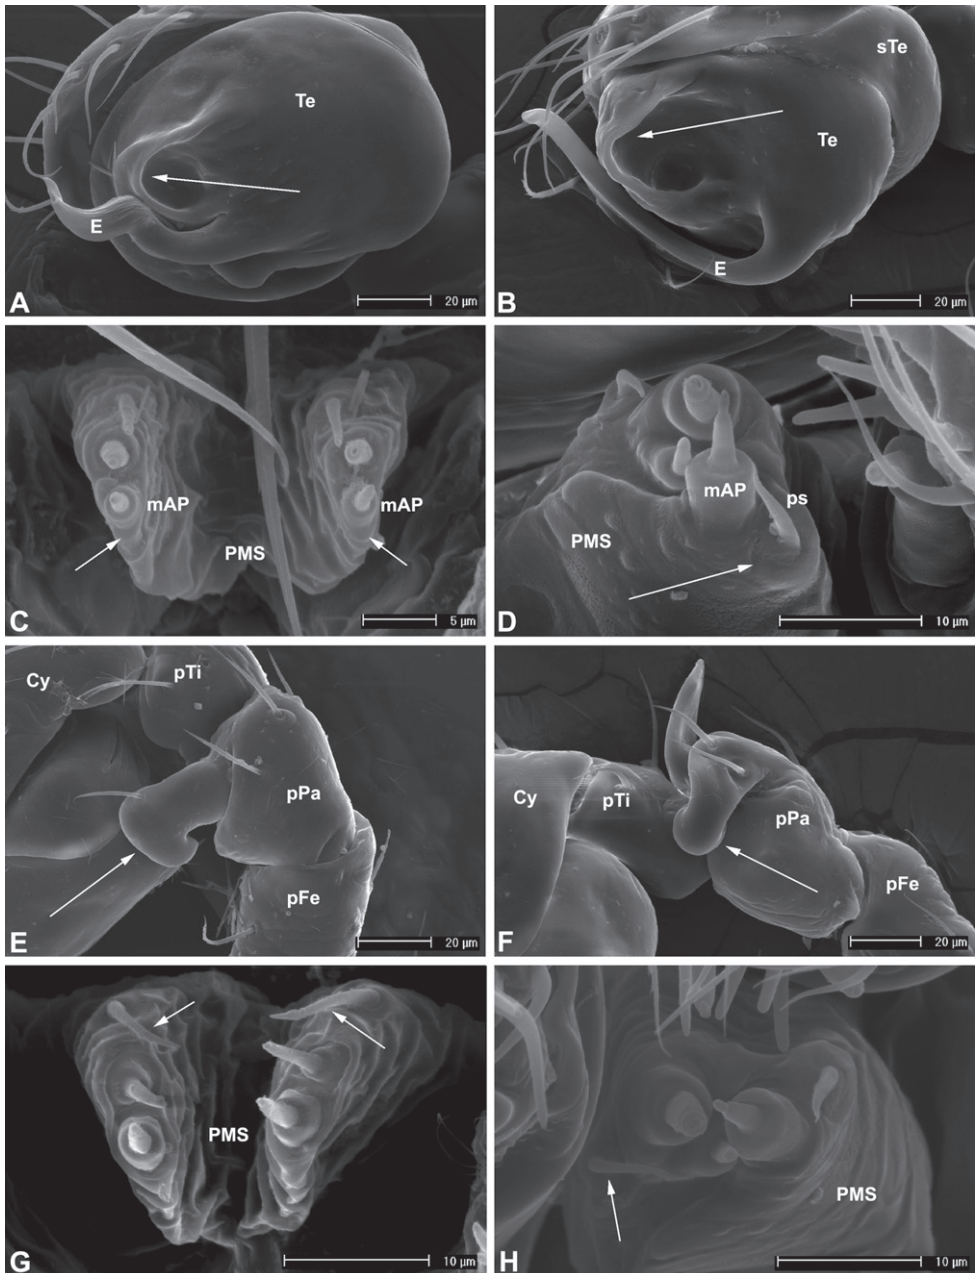 Te
E
20 µm
A
sTe
Te
E
20 µm
B
mAP
mAP
PMS
5 µm
C
mAP
ps
PMS
10 µm
D
Cy
pTi
pPa
pFe
20 µm
E
Cy
pTi
pPa
pFe
20 µm
F
PMS
10 µm
G
PMS
10 µm
H